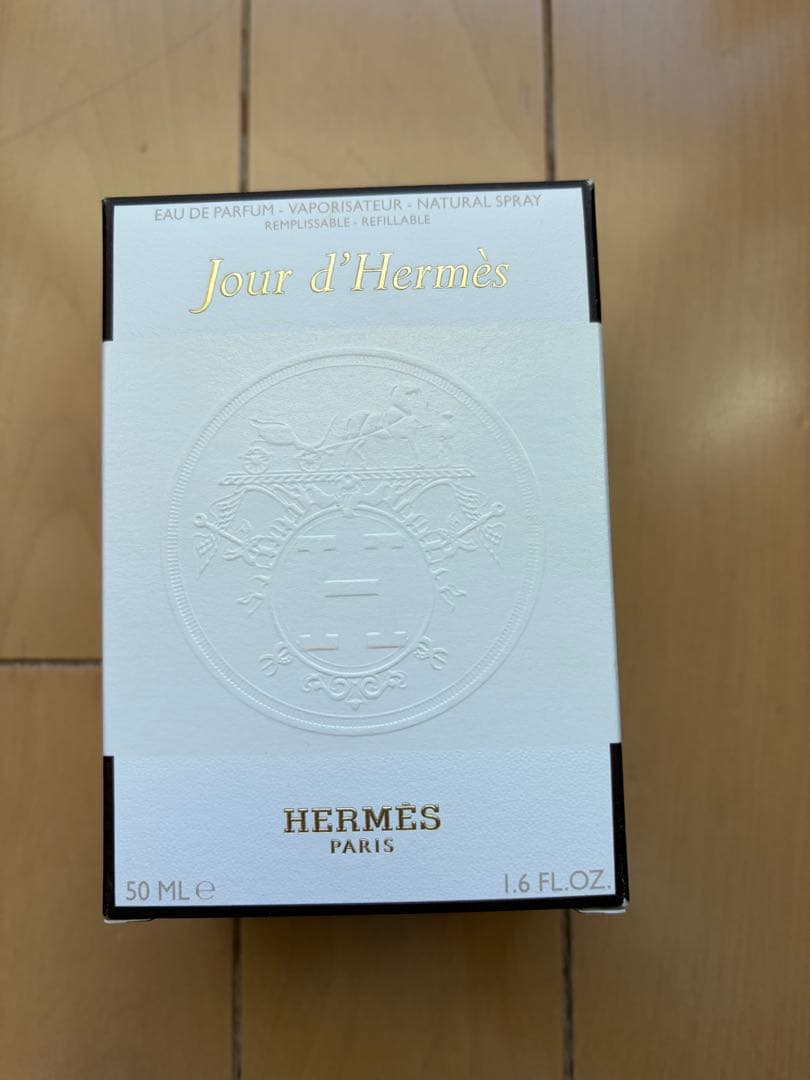 EAU DE PARFUM - VAPORISATEUR - NATURAL SPRAY
REMPLISSABLE - REFILLABLE
Jour d'Hermès
H
HERMÈS
PARIS
50 ML ℮ 1.6 FL.OZ.